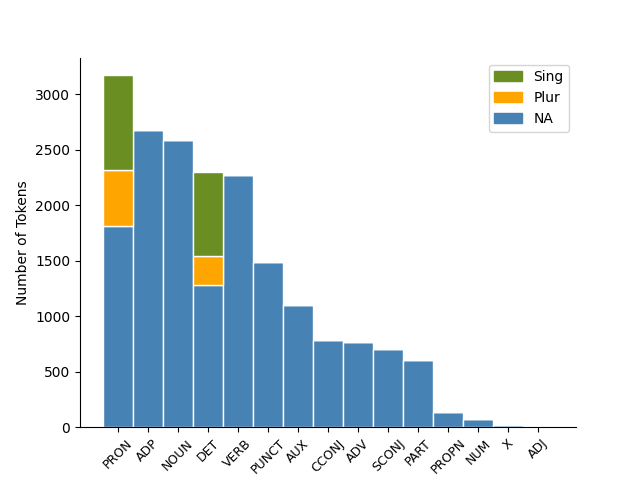 Sing
Plur
NA
Number of Tokens
3000
2500
2000
1500
1000
500
0
PRON
ADP
NOUN
DET
VERB
PUNCT
AUX
CCONJ
ADV
SCONJ
PART
PROPN
NUM
X
ADJ